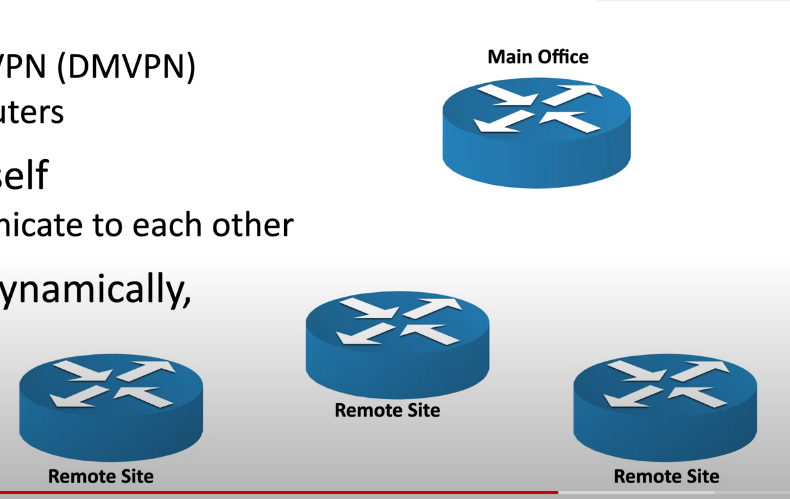 VPN (DMVPN)
uters
self
nicate to each other
ynamically,
Main Office
Remote Site
Remote Site
Remote Site